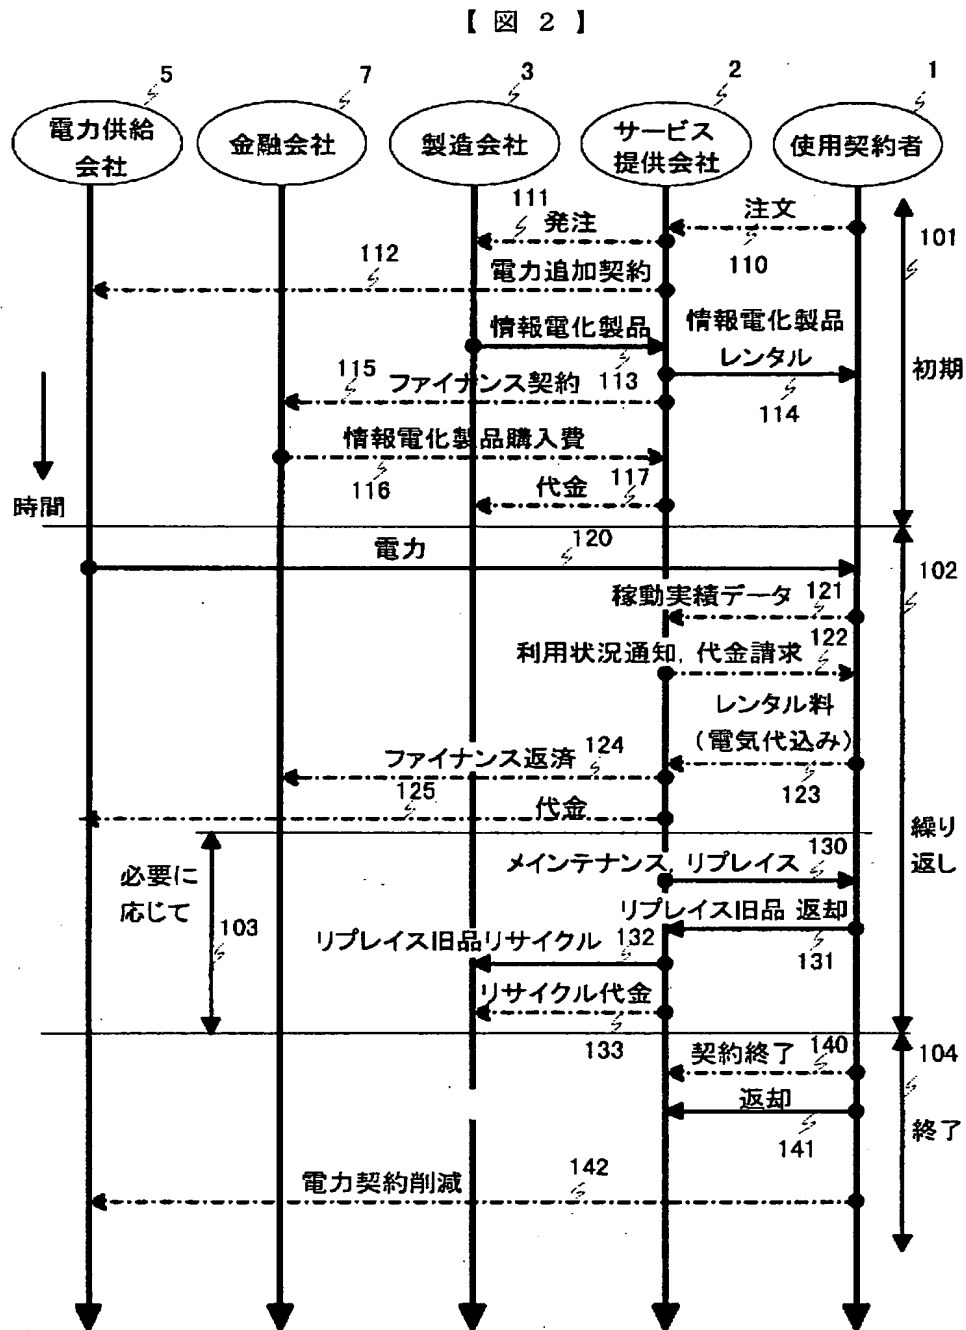 【 図 2 】
5
7
3
2
1
電力供給
会社
金融会社
製造会社
サービス
提供会社
使用契約者
111
発注
注文
110
101
112
電力追加契約
情報電化製品
情報電化製品
レンタル
初期
115
ファイナンス契約
113
114
情報電化製品購入費
116
117
代金
時間
電力
120
102
稼動実績データ
121
122
利用状況通知, 代金請求
レンタル料
(電気代込み)
ファイナンス返済
124
123
125
代金
繰り
返し
必要に
応じて
103
メインテナンス, リプレイス
130
リプレイス旧品 返却
リプレイス旧品リサイクル
132
131
リサイクル代金
133
契約終了
140
104
返却
141
終了
142
電力契約削減